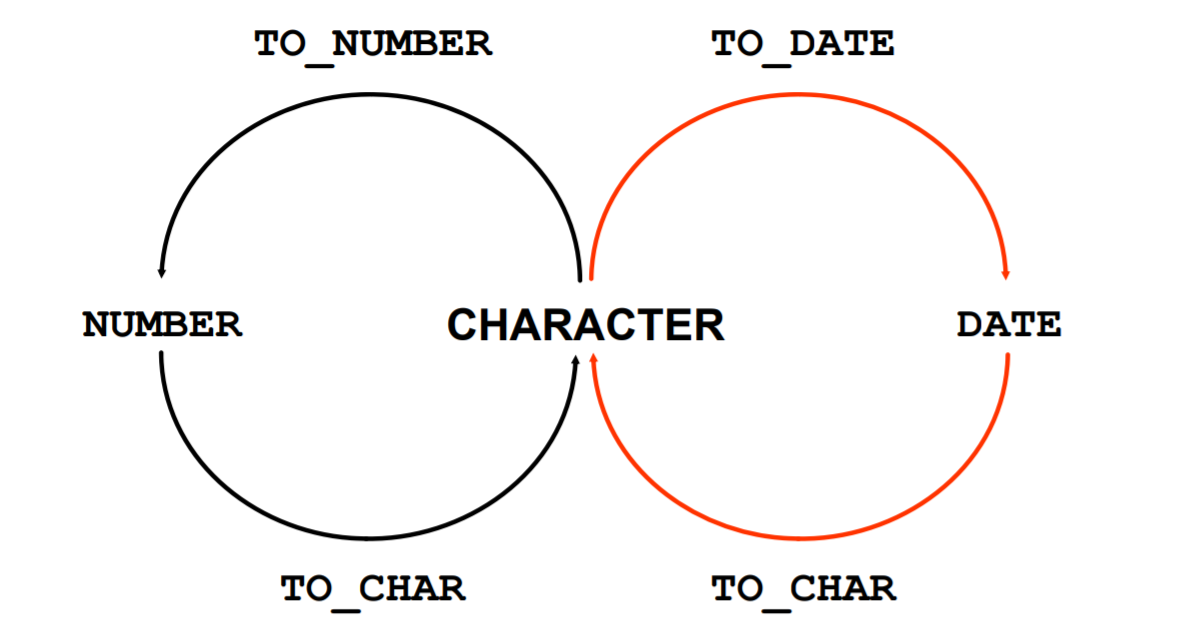 TO_NUMBER
TO_DATE
NUMBER
CHARACTER
DATE
TO_CHAR
TO_CHAR